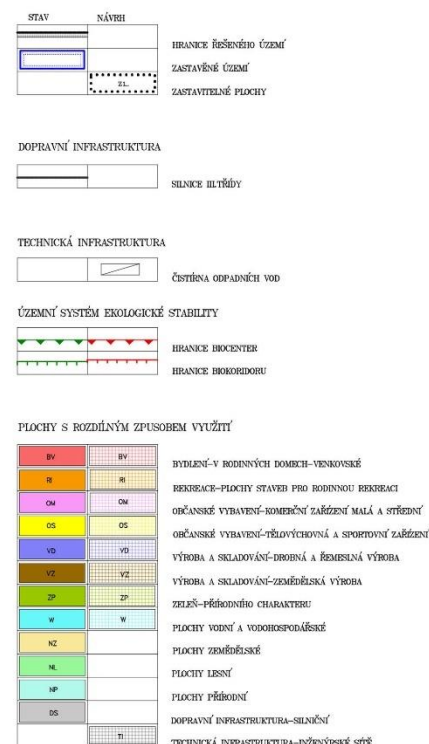 STAV NÁVRH
HRANICE ŘEŠENÉHO ÚZEMÍ
ZASTAVĚNÉ ÚZEMÍ
Z1.. ZASTAVITELNÉ PLOCHY
DOPRAVNÍ INFRASTRUKTURA
SILNICE III.TŘÍDY
TECHNICKÁ INFRASTRUKTURA
ČISTÍRNA ODPADNÍCH VOD
ÚZEMNÍ SYSTÉM EKOLOGICKÉ STABILITY
HRANICE BIOCENTER
HRANICE BIOKORIDORU
PLOCHY S ROZDÍLNÝM ZPUSOBEM VYUŽITÍ
BV BV BYDLENÍ-V RODINNÝCH DOMECH-VENKOVSKÉ
RI RI REKREACE-PLOCHY STAVEB PRO RODINNOU REKREACI
OM OM OBČANSKÉ VYBAVENÍ-KOMERČNÍ ZAŘÍZENÍ MALÁ A STŘEDNÍ
OS OS OBČANSKÉ VYBAVENÍ-TĚLOVÝCHOVNÁ A SPORTOVNÍ ZAŘÍZENÍ
VD VD VÝROBA A SKLADOVÁNÍ-DROBNÁ A ŘEMESLNÁ VÝROBA
VZ VZ VÝROBA A SKLADOVÁNÍ-ZEMĚDĚLSKÁ VÝROBA
ZP ZP ZELEŇ-PŘÍRODNÍHO CHARAKTERU
W W PLOCHY VODNÍ A VODOHOSPODÁŘSKÉ
NZ PLOCHY ZEMĚDĚLSKÉ
NL PLOCHY LESNÍ
NP PLOCHY PŘÍRODNÍ
DS DOPRAVNÍ INFRASTRUKTURA-SILNIČNÍ
TI TECHNICKÁ INFRASTRUKTURA-INŽENÝRSKÉ SÍTĚ